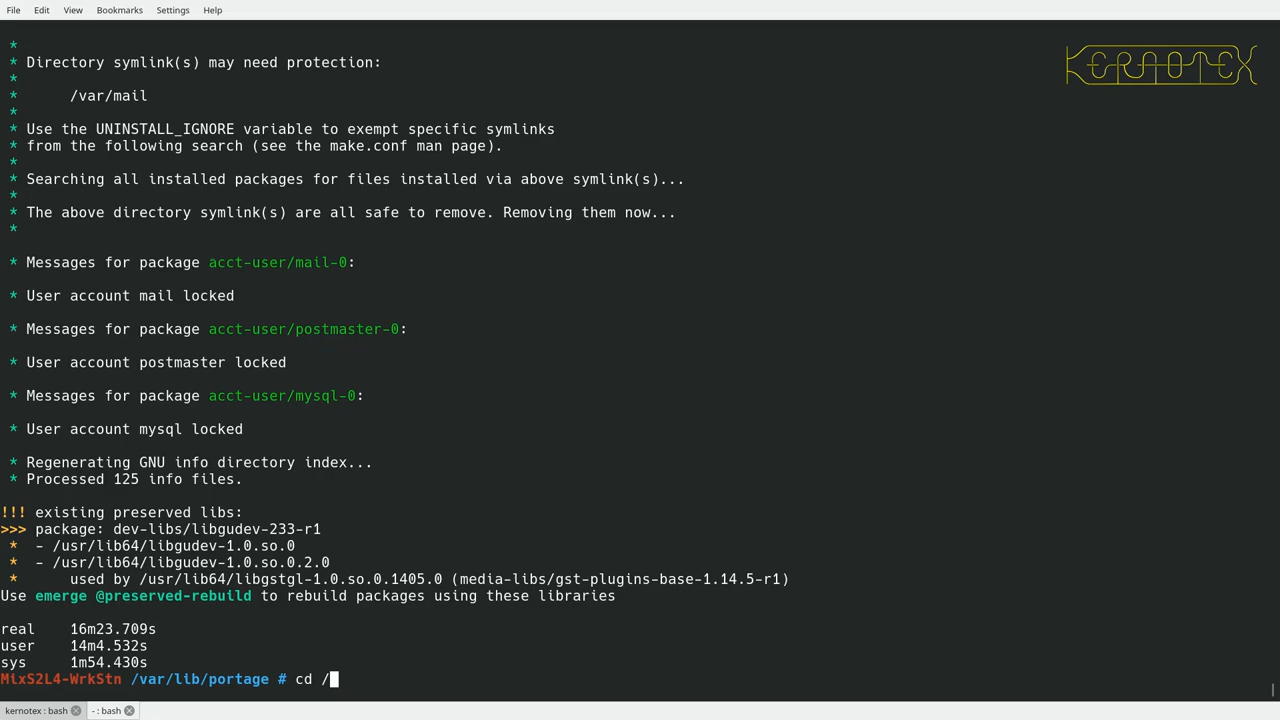 File Edit View Bookmarks Settings Help
KERNOTEX
*
* Directory symlink(s) may need protection:
*
* /var/mail
*
* Use the UNINSTALL_IGNORE variable to exempt specific symlinks
* from the following search (see the make.conf man page).
*
* Searching all installed packages for files installed via above symlink(s)...
*
* The above directory symlink(s) are all safe to remove. Removing them now...
*
* Messages for package acct-user/mail-0:
* User account mail locked
* Messages for package acct-user/postmaster-0:
* User account postmaster locked
* Messages for package acct-user/mysql-0:
* User account mysql locked
* Regenerating GNU info directory index...
* Processed 125 info files.
!!! existing preserved libs:
>>> package: dev-libs/libgudev-233-r1
* - /usr/lib64/libgudev-1.0.so.0
* - /usr/lib64/libgudev-1.0.so.0.2.0
* used by /usr/lib64/libgstgl-1.0.so.0.1405.0 (media-libs/gst-plugins-base-1.14.5-r1)
Use emerge @preserved-rebuild to rebuild packages using these libraries
real 16m23.709s
user 14m4.532s
sys 1m54.430s
MixS2L4-WrkStn /var/lib/portage # cd /
kernotex : bash - : bash